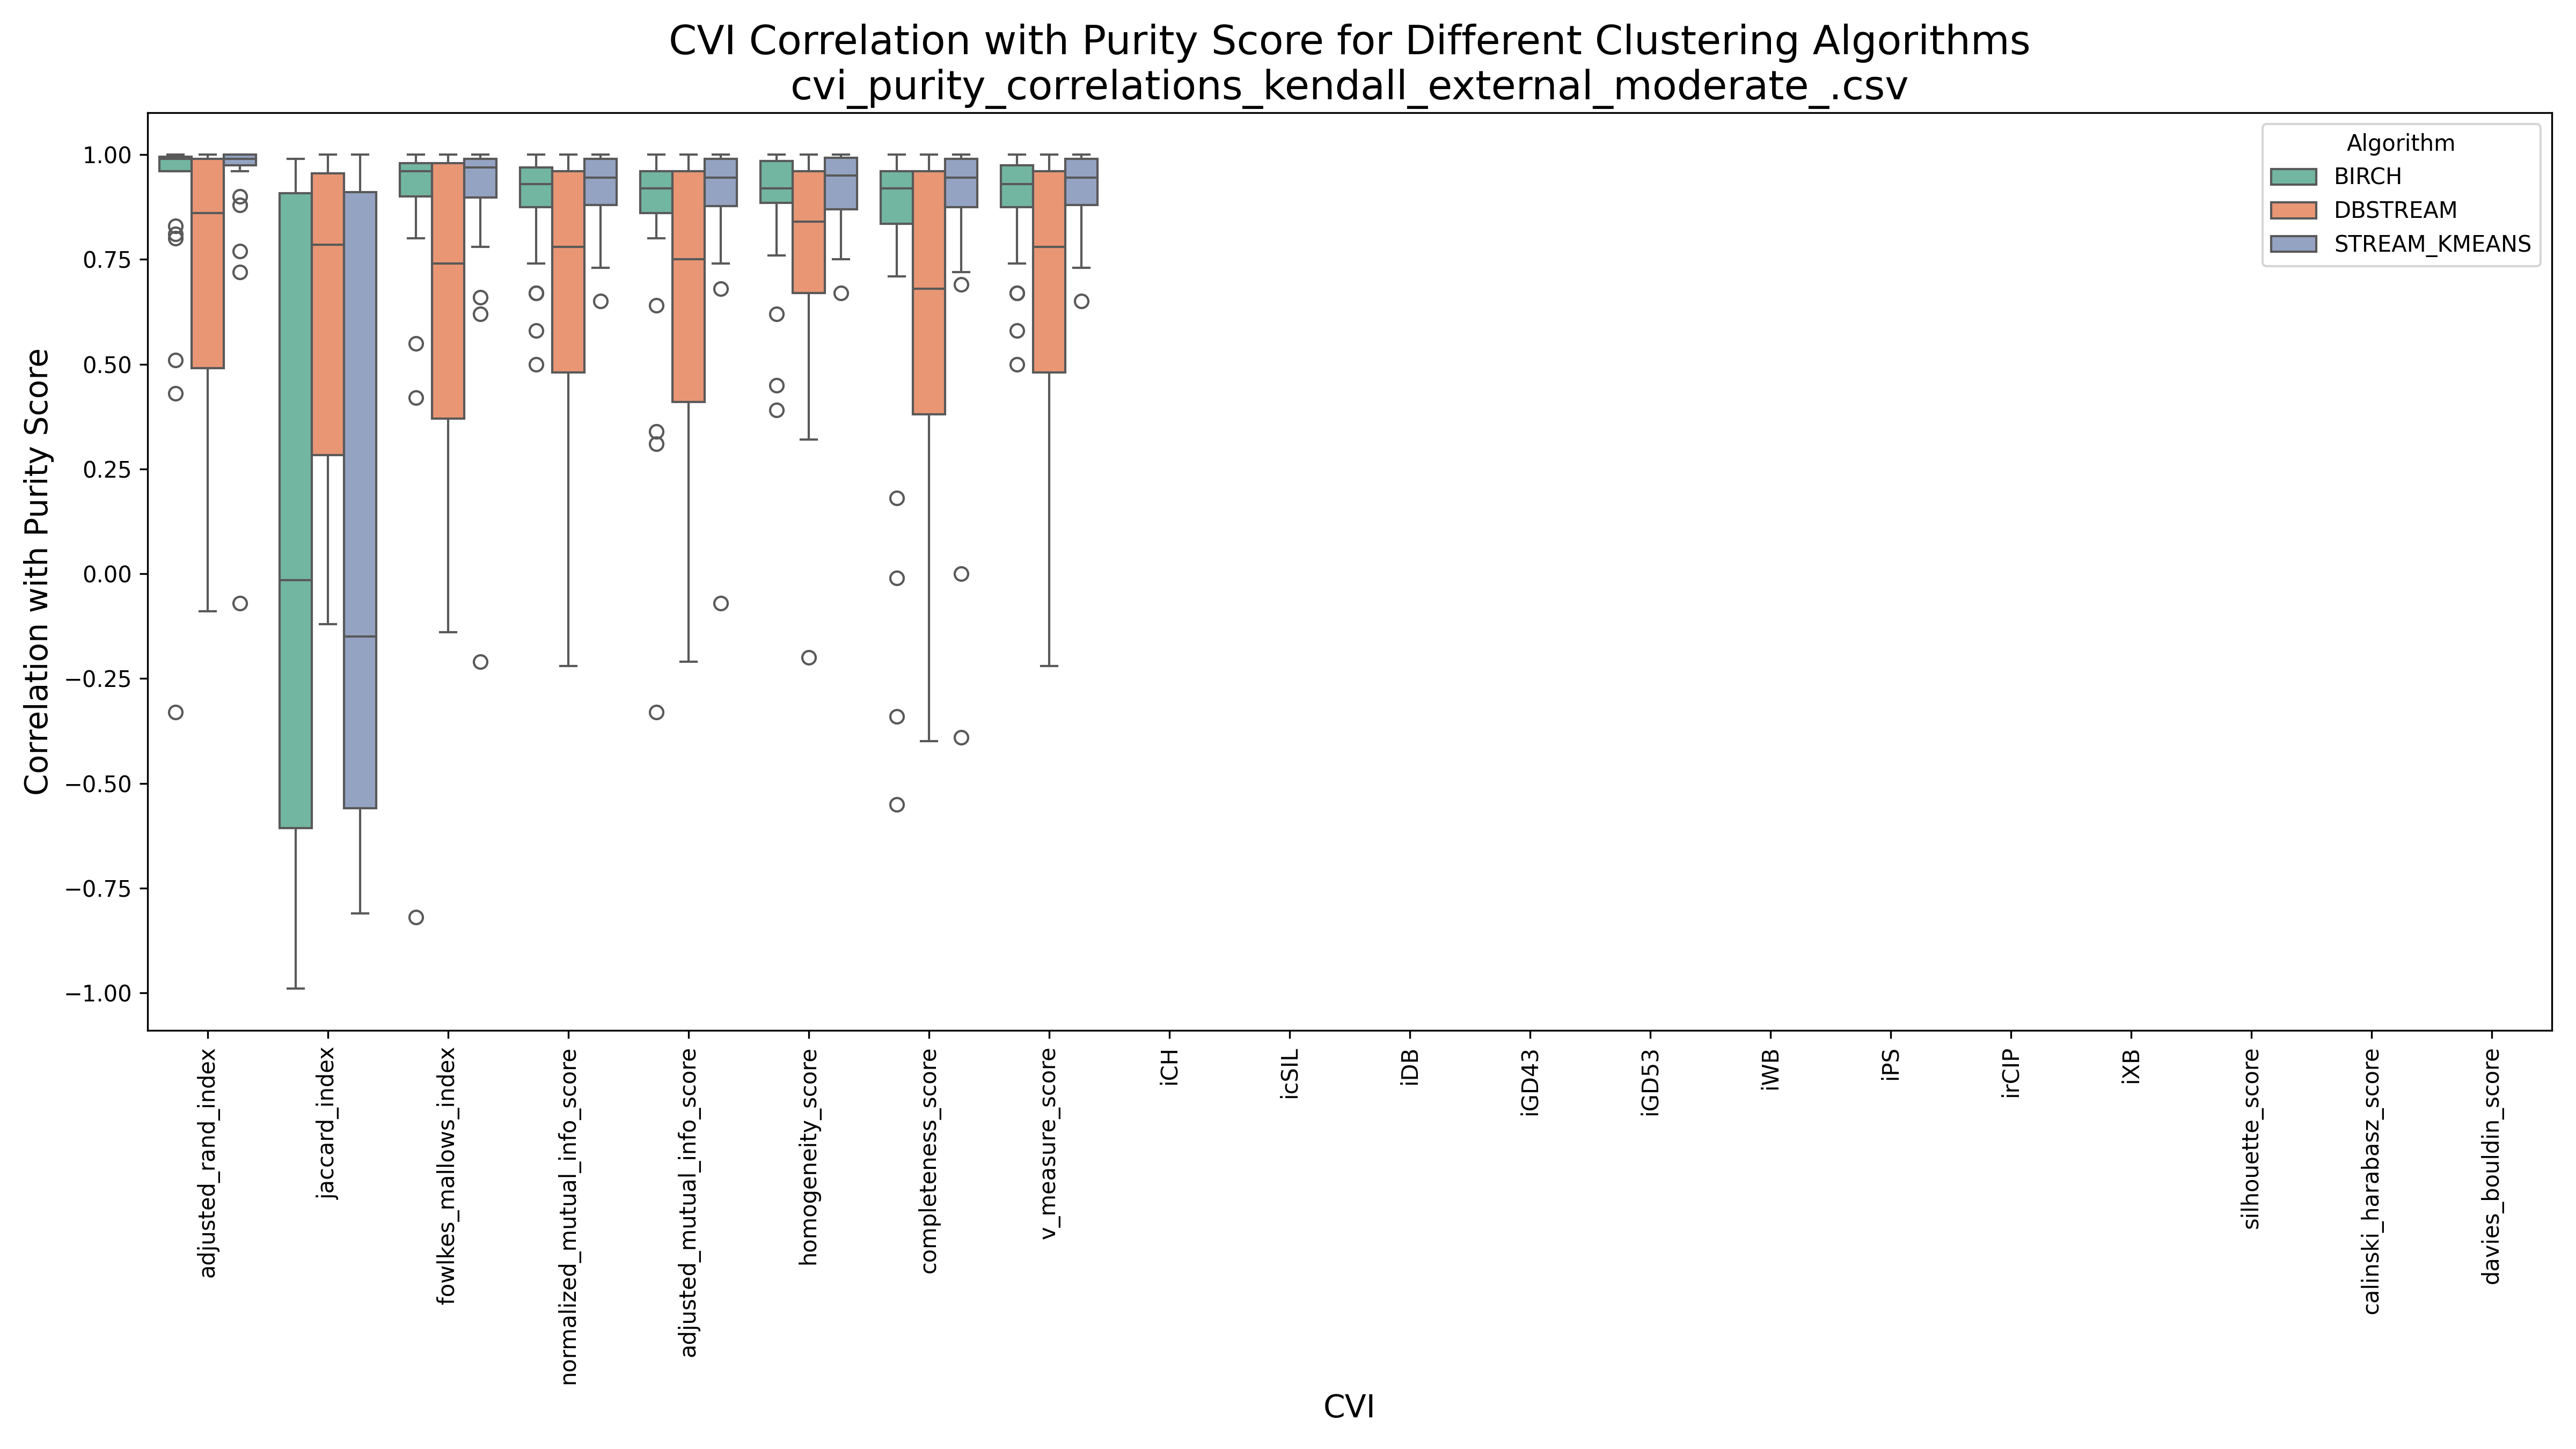 CVI Correlation with Purity Score for Different Clustering Algorithms
cvi_purity_correlations_kendall_external_moderate_.csv
Algorithm
BIRCH
DBSTREAM
STREAM_KMEANS
Correlation with Purity Score
1.00
0.75
0.50
0.25
0.00
−0.25
−0.50
−0.75
−1.00
adjusted_rand_index
jaccard_index
fowlkes_mallows_index
normalized_mutual_info_score
adjusted_mutual_info_score
homogeneity_score
completeness_score
v_measure_score
iCH
icSIL
iDB
iGD43
iGD53
iWB
iPS
irCIP
iXB
silhouette_score
calinski_harabasz_score
davies_bouldin_score
CVI